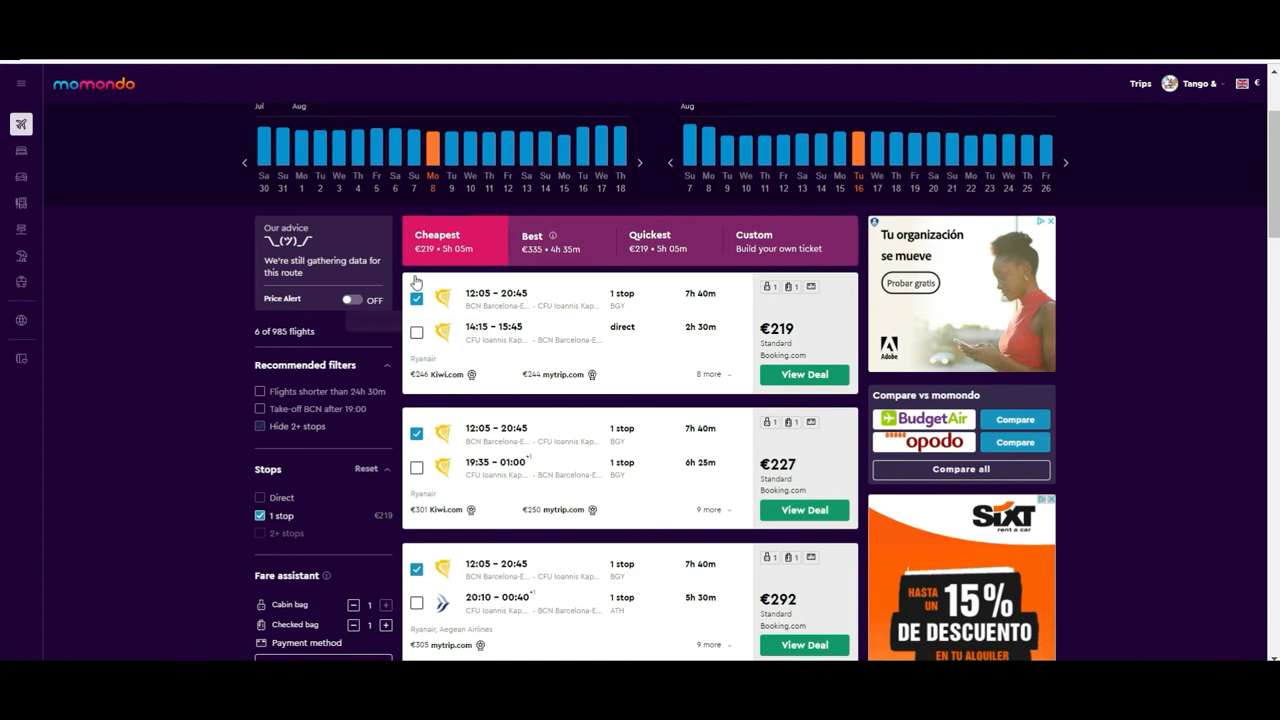 momondo
Trips
Tango &
€
Jul Aug
Aug
Sa Su Mo Tu We Th Fr Sa Su Mo Tu We Th Fr Sa Su Mo Tu We Th
30 31 1 2 3 4 5 6 7 8 9 10 11 12 13 14 15 16 17 18
Su Mo Tu We Th Fr Sa Su Mo Tu We Th Fr Sa Su Mo Tu We Th Fr
7 8 9 10 11 12 13 14 15 16 17 18 19 20 21 22 23 24 25 26
Our advice
¯\_(ツ)_/¯
We're still gathering data for
this route
Price Alert OFF
6 of 985 flights
Recommended filters
Flights shorter than 24h 30m
Take-off BCN after 19:00
Hide 2+ stops
Stops Reset
Direct
1 stop €219
2+ stops
Fare assistant
Cabin bag − 1 +
Checked bag − 1 +
Payment method
Cheapest
€219 • 5h 05m
Best
€335 • 4h 35m
Quickest
€219 • 5h 05m
Custom
Build your own ticket
12:05 – 20:45 1 stop 7h 40m
BCN Barcelona-E... - CFU Ioannis Kap... BGY
14:15 – 15:45 direct 2h 30m
CFU Ioannis Kap... - BCN Barcelona-E...
Ryanair
€246 Kiwi.com €244 mytrip.com 8 more
1 1
€219
Standard
Booking.com
View Deal
12:05 – 20:45 1 stop 7h 40m
BCN Barcelona-E... - CFU Ioannis Kap... BGY
19:35 – 01:00 +1 1 stop 6h 25m
CFU Ioannis Kap... - BCN Barcelona-E... BGY
Ryanair
€301 Kiwi.com €250 mytrip.com 9 more
1 1
€227
Standard
Booking.com
View Deal
12:05 – 20:45 1 stop 7h 40m
BCN Barcelona-E... - CFU Ioannis Kap... BGY
20:10 – 00:40 +1 1 stop 5h 30m
CFU Ioannis Kap... - BCN Barcelona-E... ATH
Ryanair, Aegean Airlines
€305 mytrip.com 9 more
1 1
€292
Standard
Booking.com
View Deal
Tu organización
se mueve
Probar gratis
Adobe
Compare vs momondo
BudgetAir Compare
opodo Compare
Compare all
SiXT
rent a car
HASTA
UN 15%
DE DESCUENTO
EN TU ALQUILER